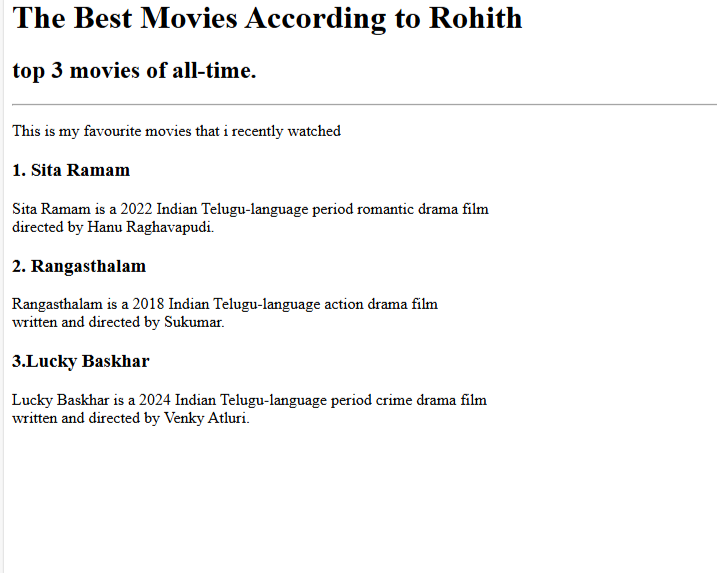 The Best Movies According to Rohith
top 3 movies of all-time.
This is my favourite movies that i recently watched
1. Sita Ramam
Sita Ramam is a 2022 Indian Telugu-language period romantic drama film
directed by Hanu Raghavapudi.
2. Rangasthalam
Rangasthalam is a 2018 Indian Telugu-language action drama film
written and directed by Sukumar.
3.Lucky Baskhar
Lucky Baskhar is a 2024 Indian Telugu-language period crime drama film
written and directed by Venky Atluri.